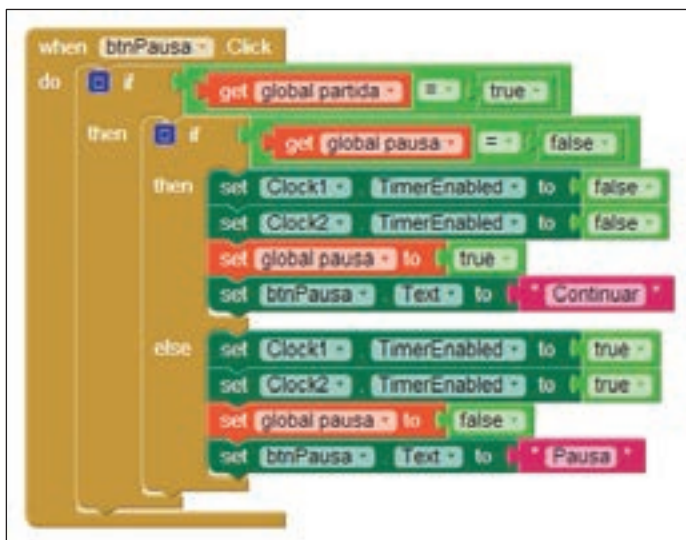 when btnPausa .Click
do if get global partida = true
then if get global pausa = false
then set Clock1 . TimerEnabled to false
set Clock2 . TimerEnabled to false
set global pausa to true
set btnPausa . Text to " Continuar "
else set Clock1 . TimerEnabled to true
set Clock2 . TimerEnabled to true
set global pausa to false
set btnPausa . Text to " Pausa "